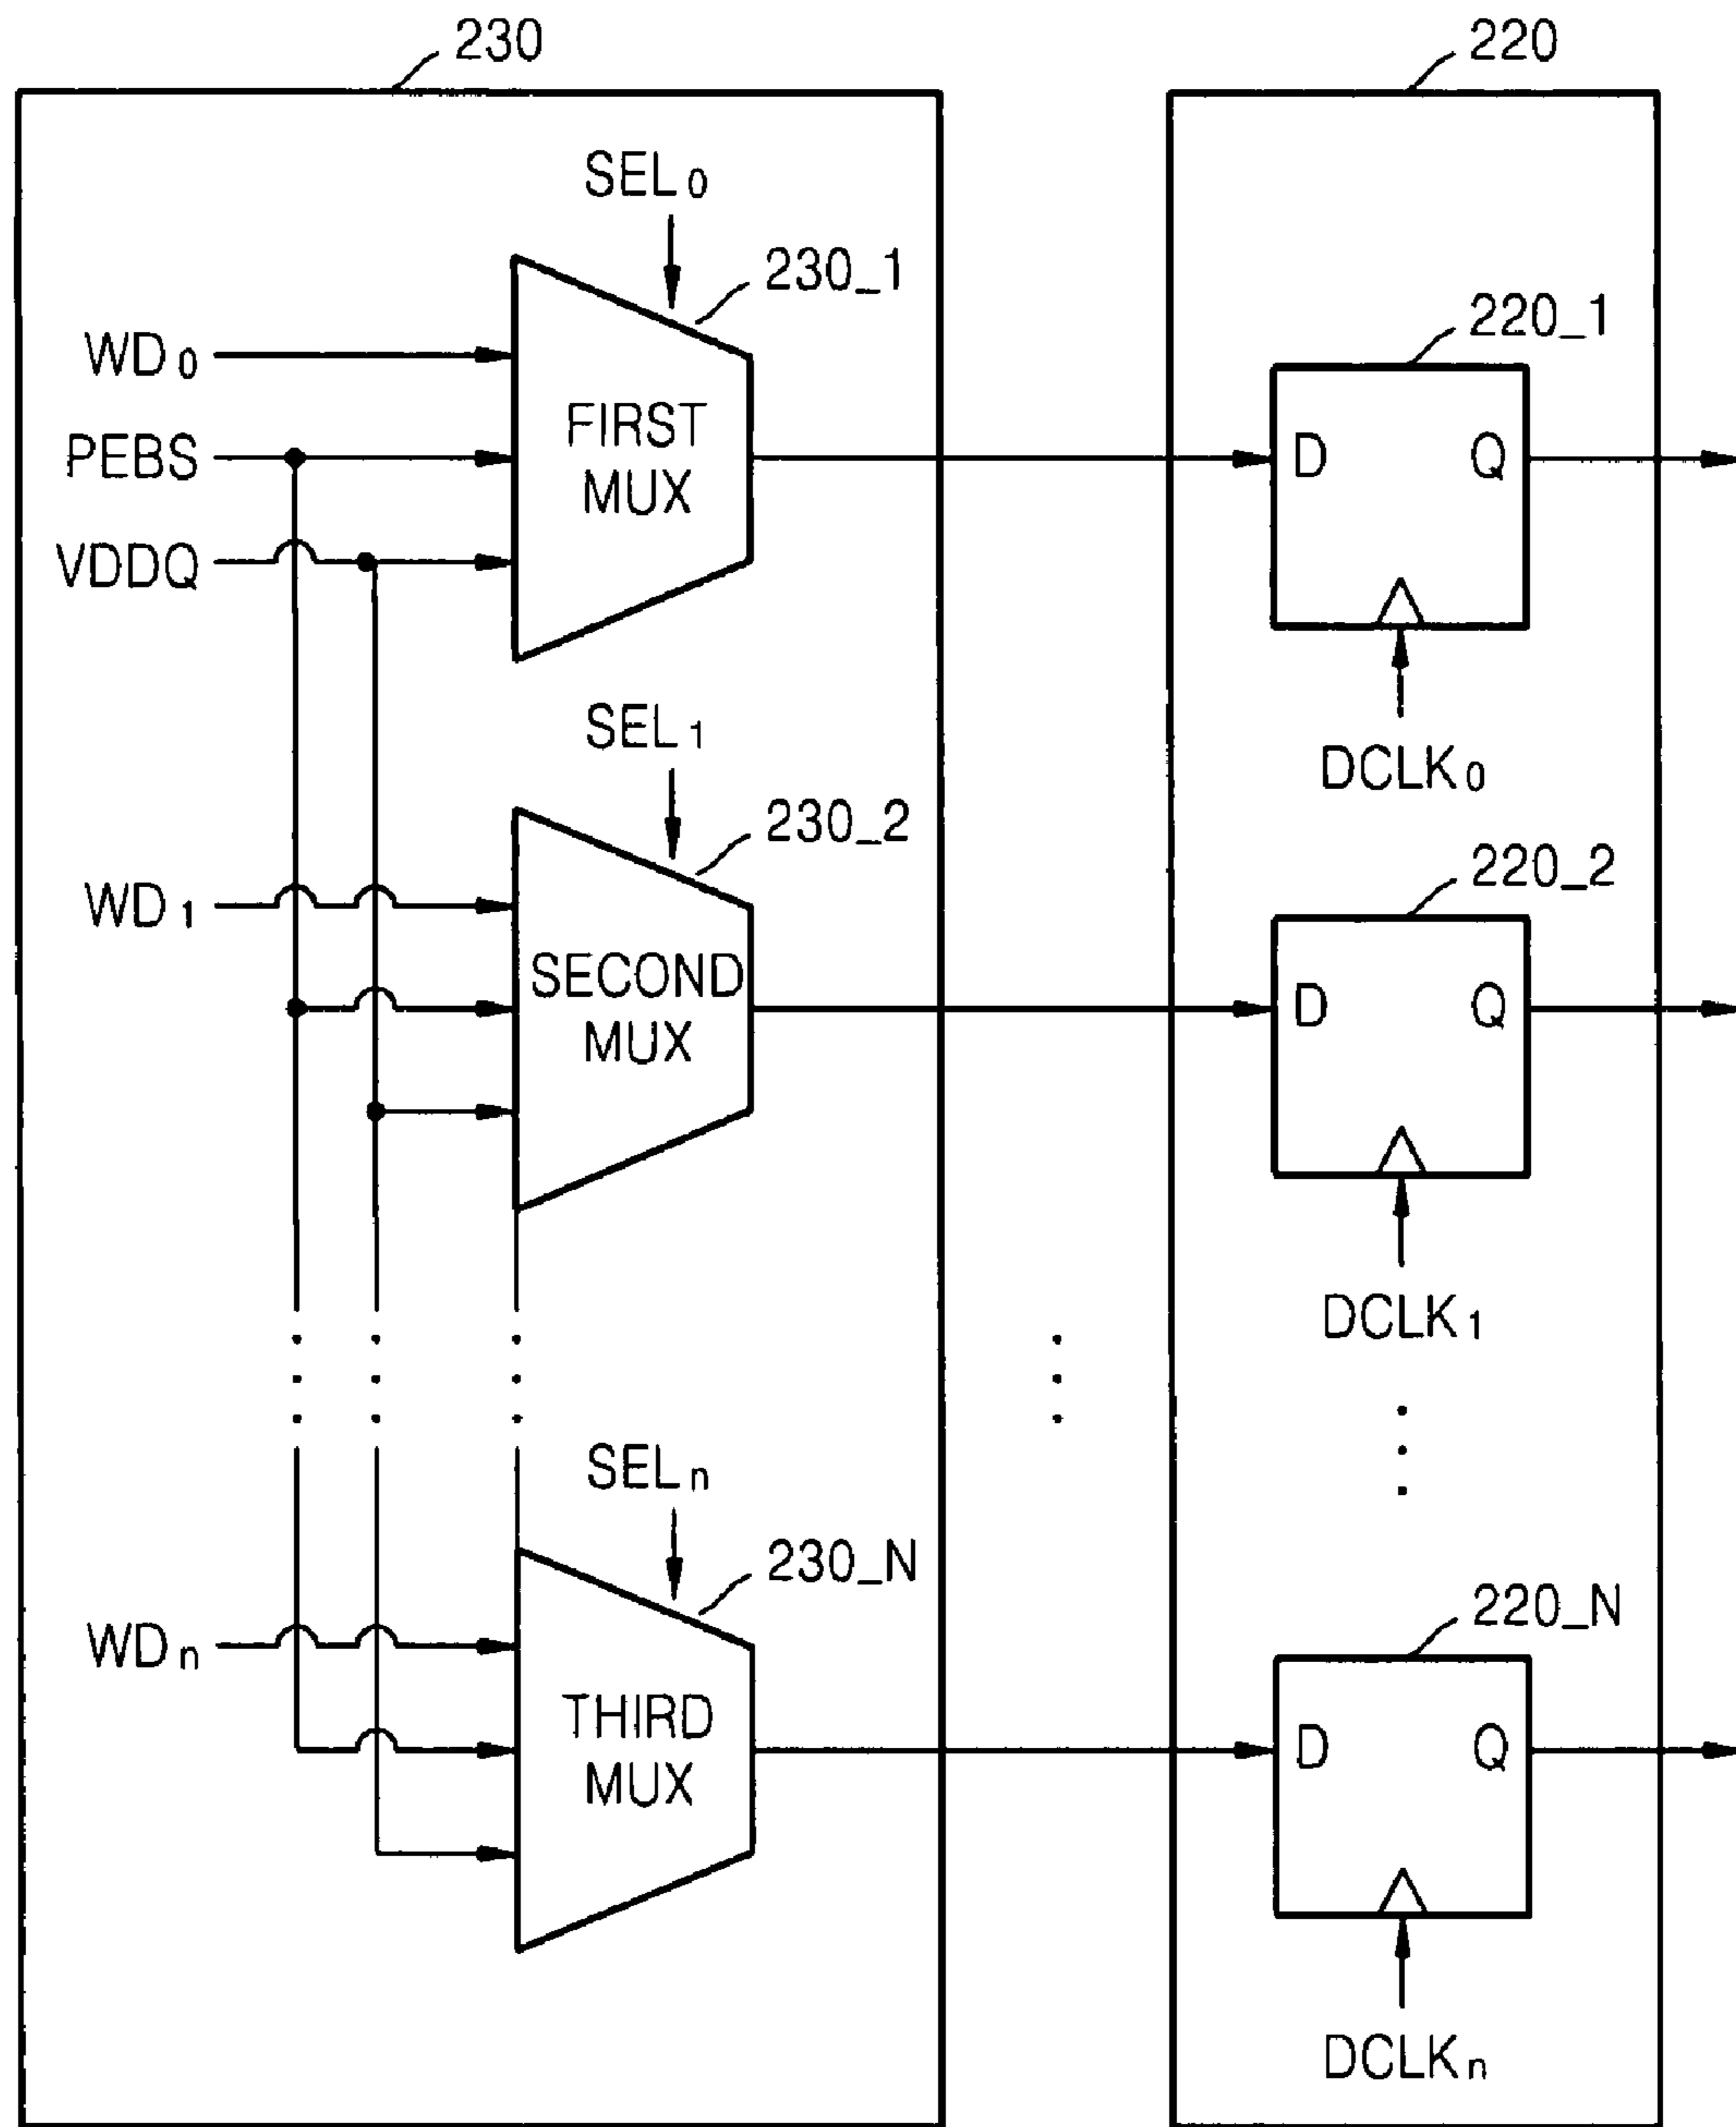 230
220
SEL₀
230_1
WD₀
PEBS
VDDQ
FIRST
MUX
220_1
D
Q
DCLK₀
SEL₁
230_2
WD₁
SECOND
MUX
220_2
D
Q
DCLK₁
SELₙ
230_N
WDₙ
THIRD
MUX
220_N
D
Q
DCLKₙ